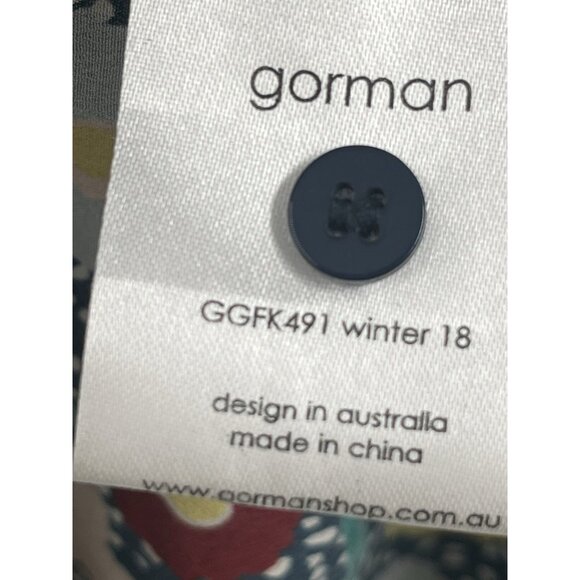 gorman
GGFK491 winter 18
design in australia
made in china
www.gormanshop.com.au